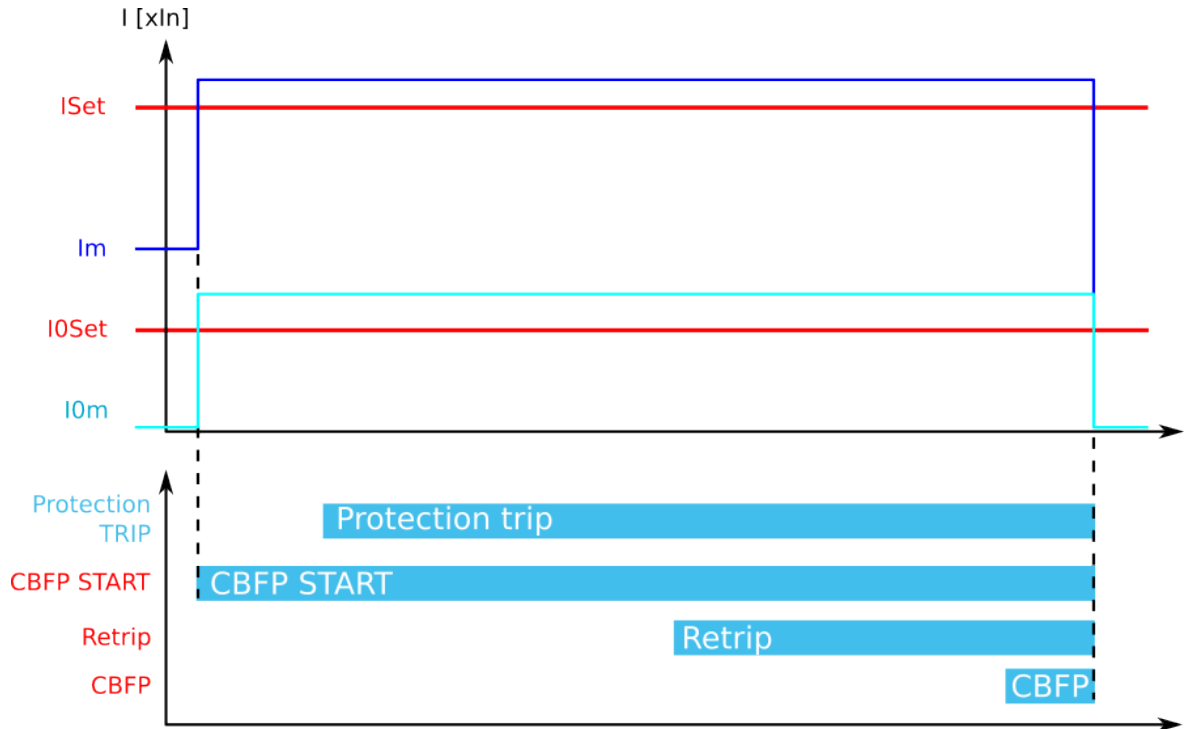 I [xIn]
ISet
Im
I0Set
I0m
Protection
TRIP
Protection trip
CBFP START
CBFP START
Retrip
Retrip
CBFP
CBFP